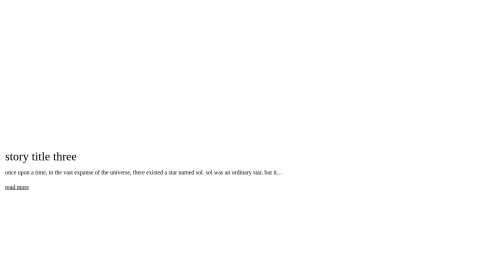 story title three
once upon a time, in the vast expanse of the universe, there existed a star named sol. sol was an ordinary star, but it…
read more